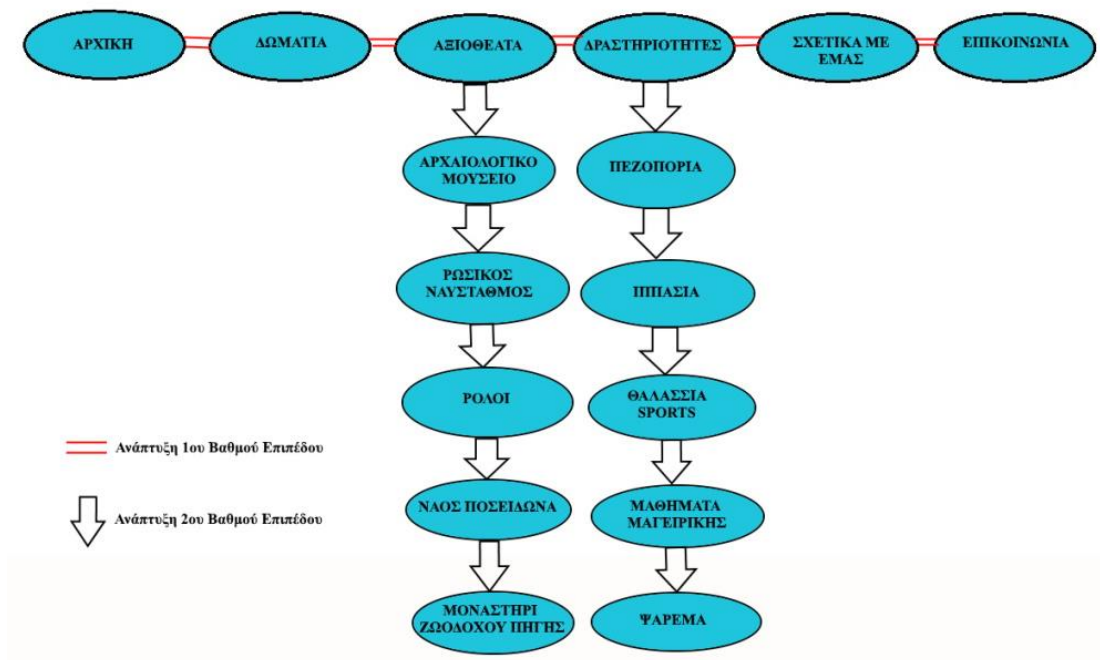 ΑΡΧΙΚΗ
ΔΩΜΑΤΙΑ
ΑΞΙΟΘΕΑΤΑ
ΔΡΑΣΤΗΡΙΟΤΗΤΕΣ
ΣΧΕΤΙΚΑ ΜΕ
ΕΜΑΣ
ΕΠΙΚΟΙΝΩΝΙΑ
ΑΡΧΑΙΟΛΟΓΙΚΟ
ΜΟΥΣΕΙΟ
ΠΕΖΟΠΟΡΙΑ
ΡΩΣΙΚΟΣ
ΝΑΥΣΤΑΘΜΟΣ
ΙΠΠΑΣΙΑ
ΡΟΛΟΙ
ΘΑΛΑΣΣΙΑ
SPORTS
Ανάπτυξη 1ου Βαθμού Επιπέδου
ΝΑΟΣ ΠΟΣΕΙΔΩΝΑ
ΜΑΘΗΜΑΤΑ
ΜΑΓΕΙΡΙΚΗΣ
Ανάπτυξη 2ου Βαθμού Επιπέδου
ΜΟΝΑΣΤΗΡΙ
ΖΩΟΔΟΧΟΥ ΠΗΓΗΣ
ΨΑΡΕΜΑ